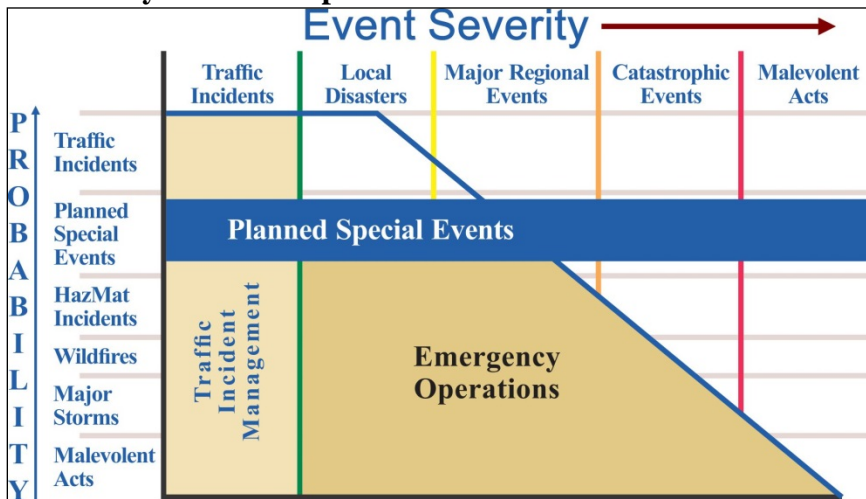 Event Severity
Traffic
Incidents
Local
Disasters
Major Regional
Events
Catastrophic
Events
Malevolent
Acts
PROBABILITY
Traffic
Incidents
Planned
Special
Events
HazMat
Incidents
Wildfires
Major
Storms
Malevolent
Acts
Planned Special Events
Traffic
Incident
Management
Emergency
Operations